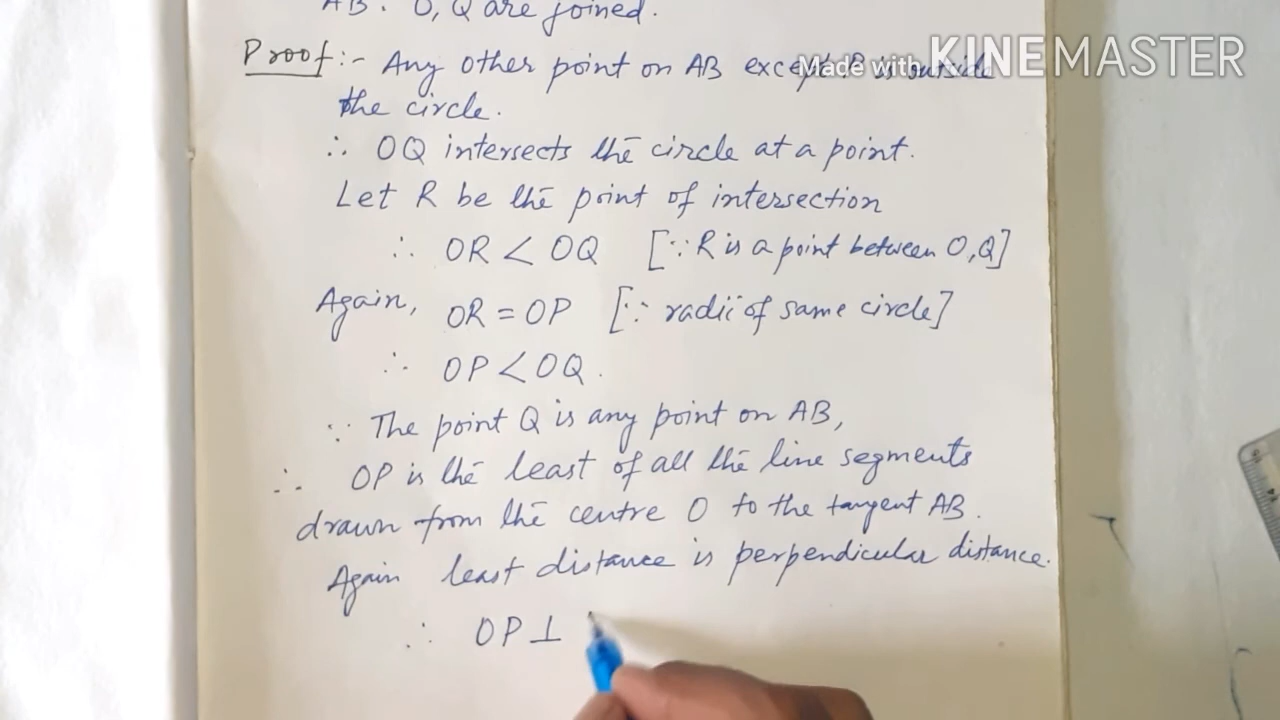 AB. O, Q are joined.
Proof:- Any other point on AB except P is outside
the circle.
∴ OQ intersects the circle at a point.
Let R be the point of intersection
∴ OR < OQ [∵ R is a point between O,Q]
Again, OR = OP [∵ radii of same circle]
∴ OP < OQ.
∵ The point Q is any point on AB,
∴ OP is the least of all the line segments
drawn from the centre O to the tangent AB.
Again least distance is perpendicular distance.
∴ OP ⊥
Made with KINEMASTER